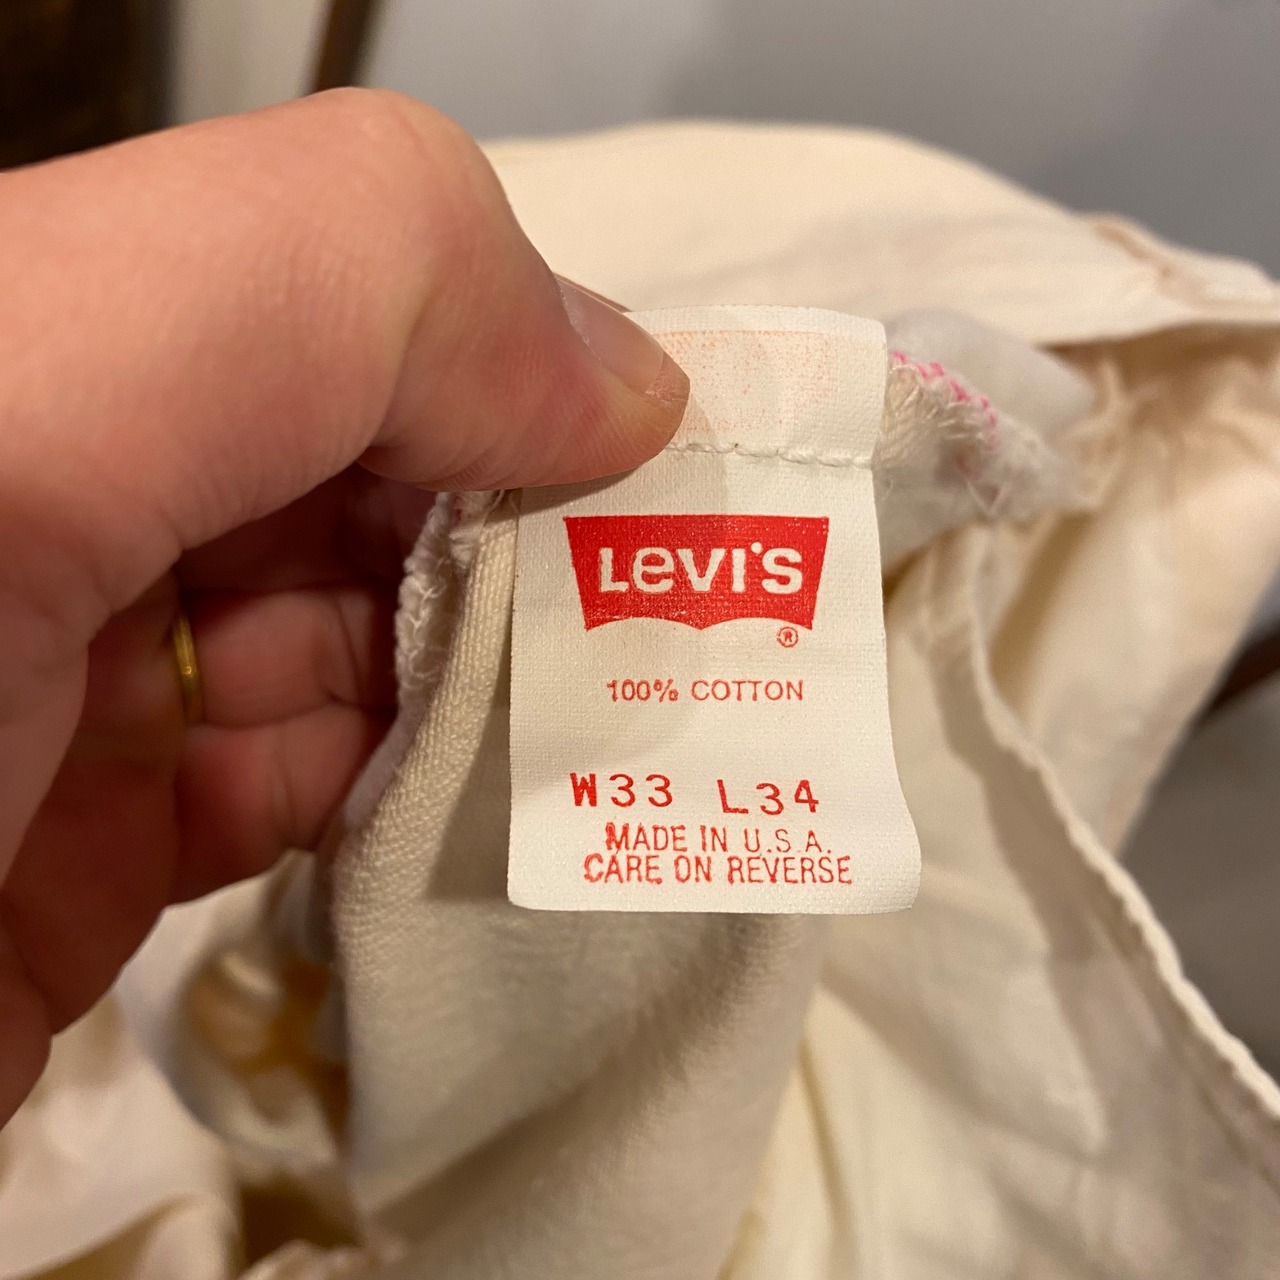 LEVI'S
®
100% COTTON
W33 L34
MADE IN U.S.A.
CARE ON REVERSE